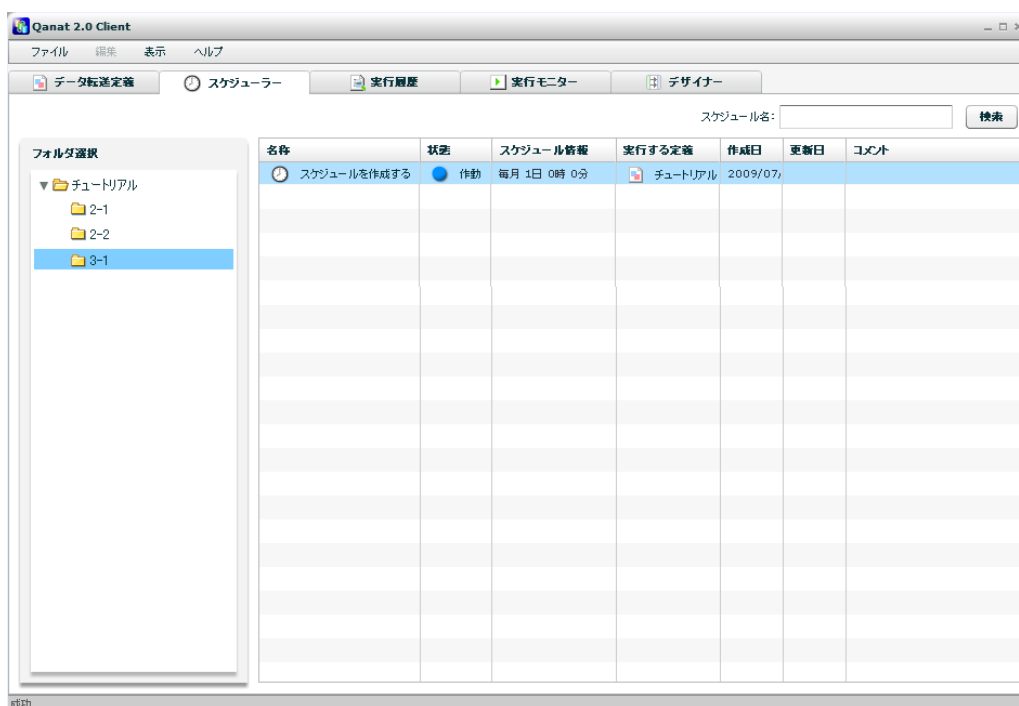 Qanat 2.0 Client
ファイル 編集 表示 ヘルプ
データ転送定義 スケジューラー 実行履歴 実行モニター デザイナー
スケジュール名: 検索
フォルダ選択
チュートリアル
2-1
2-2
3-1
名称 状態 スケジュール情報 実行する定義 作成日 更新日 コメント
スケジュールを作成する 作動 毎月 1日 0時 0分 チュートリアル 2009/07/
成功